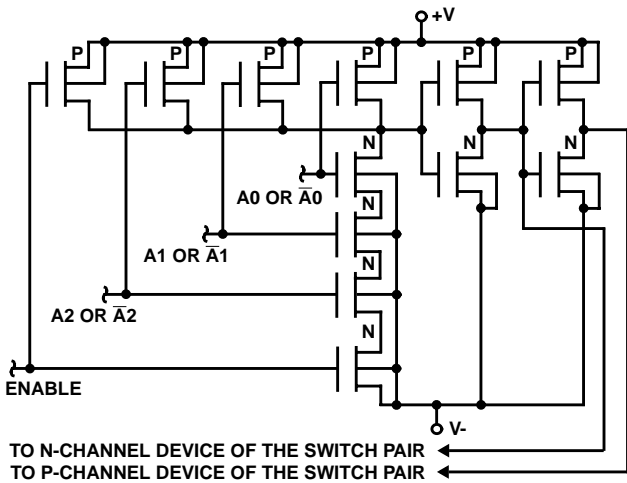 +V
P
P
P
P
P
P
N
N
N
A0 OR A̅0
N
A1 OR A̅1
N
A2 OR A̅2
N
ENABLE
V-
TO N-CHANNEL DEVICE OF THE SWITCH PAIR
TO P-CHANNEL DEVICE OF THE SWITCH PAIR